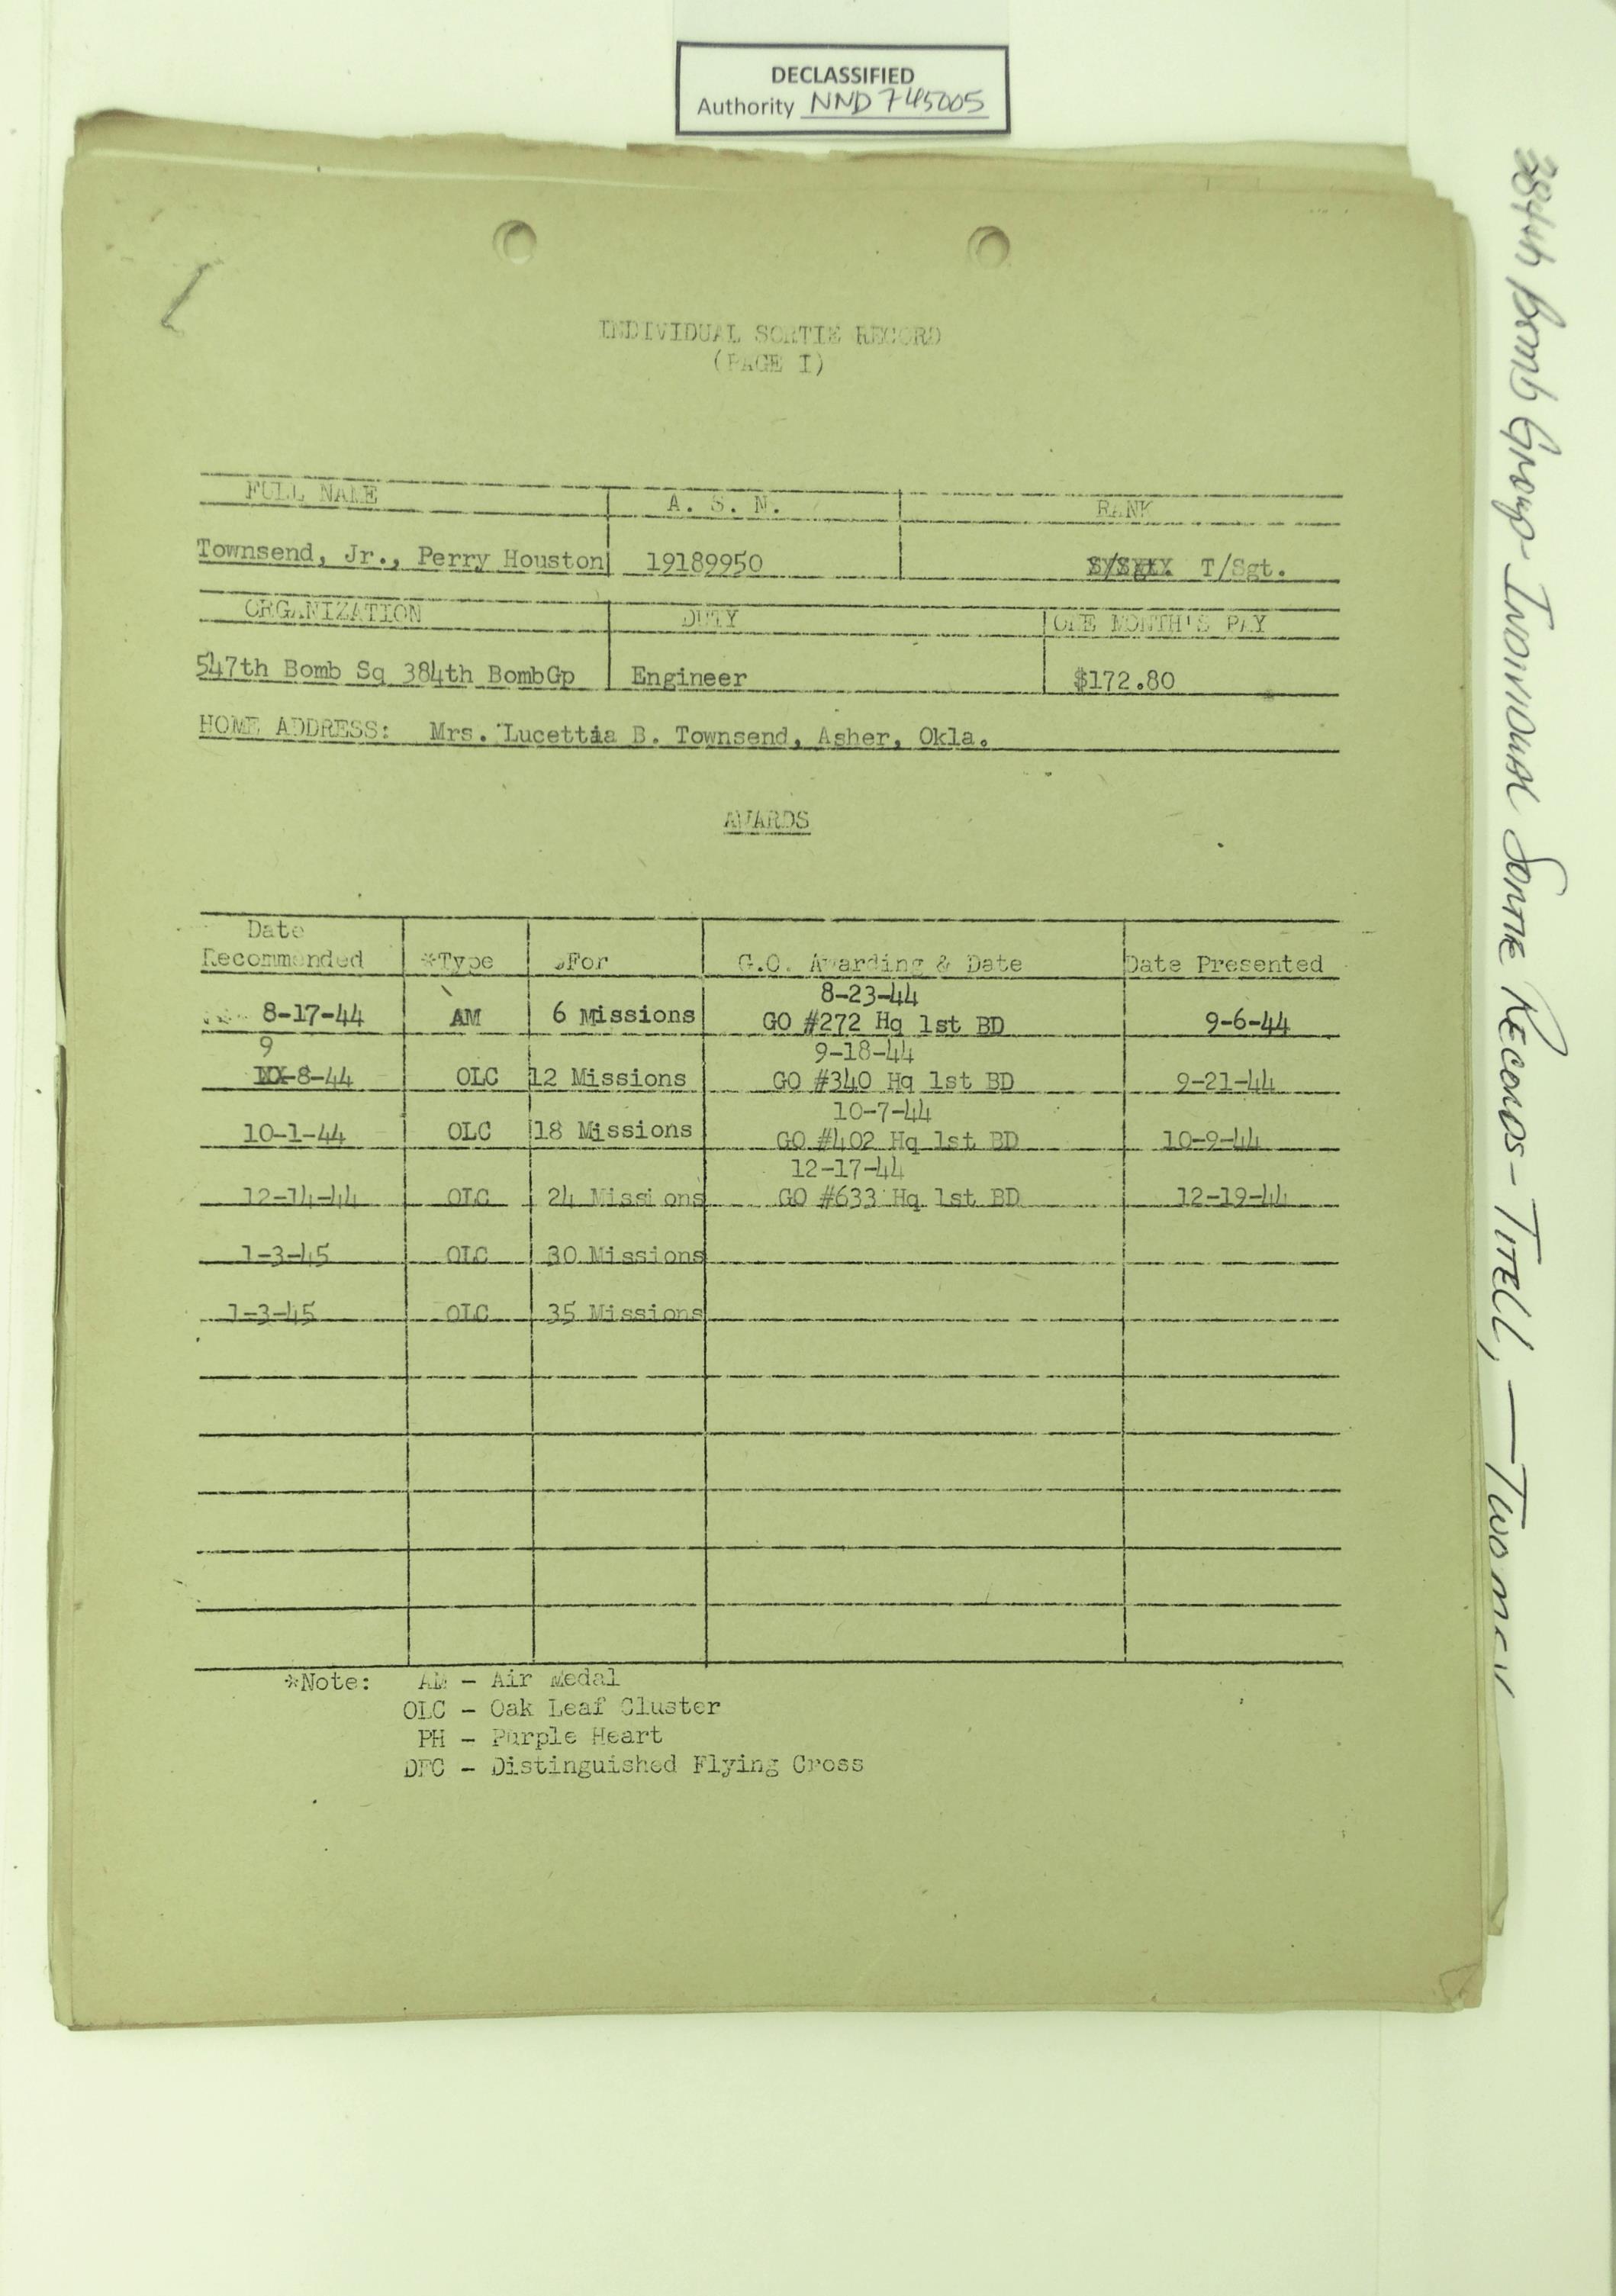 DECLASSIFIED
Authority NND 745005
384th Bomb Group - Individual Sortie Records - Titell, —
INDIVIDUAL SORTIE RECORD
(PAGE I)
FULL NAME A. S. N. RANK
Townsend, Jr., Perry Houston 19189950 T/Sgt.
ORGANIZATION DUTY ONE MONTH'S PAY
547th Bomb Sq 384th BombGp Engineer $172.80
HOME ADDRESS: Mrs. Lucettia B. Townsend, Asher, Okla.
AWARDS
Date
Recommended *Type For G.O. Awarding & Date Date Presented
8-23-44
8-17-44 AM 6 Missions GO #272 Hq 1st BD 9-6-44
9 9-18-44
-8-44 OLC 12 Missions GO #340 Hq 1st BD 9-21-44
10-7-44
10-1-44 OLC 18 Missions GO #402 Hq 1st BD 10-9-44
12-17-44
12-14-44 OLC 24 Missions GO #633 Hq 1st BD 12-19-44
1-3-45 OLC 30 Missions
1-3-45 OLC 35 Missions
*Note: AM - Air Medal
OLC - Oak Leaf Cluster
PH - Purple Heart
DFC - Distinguished Flying Cross